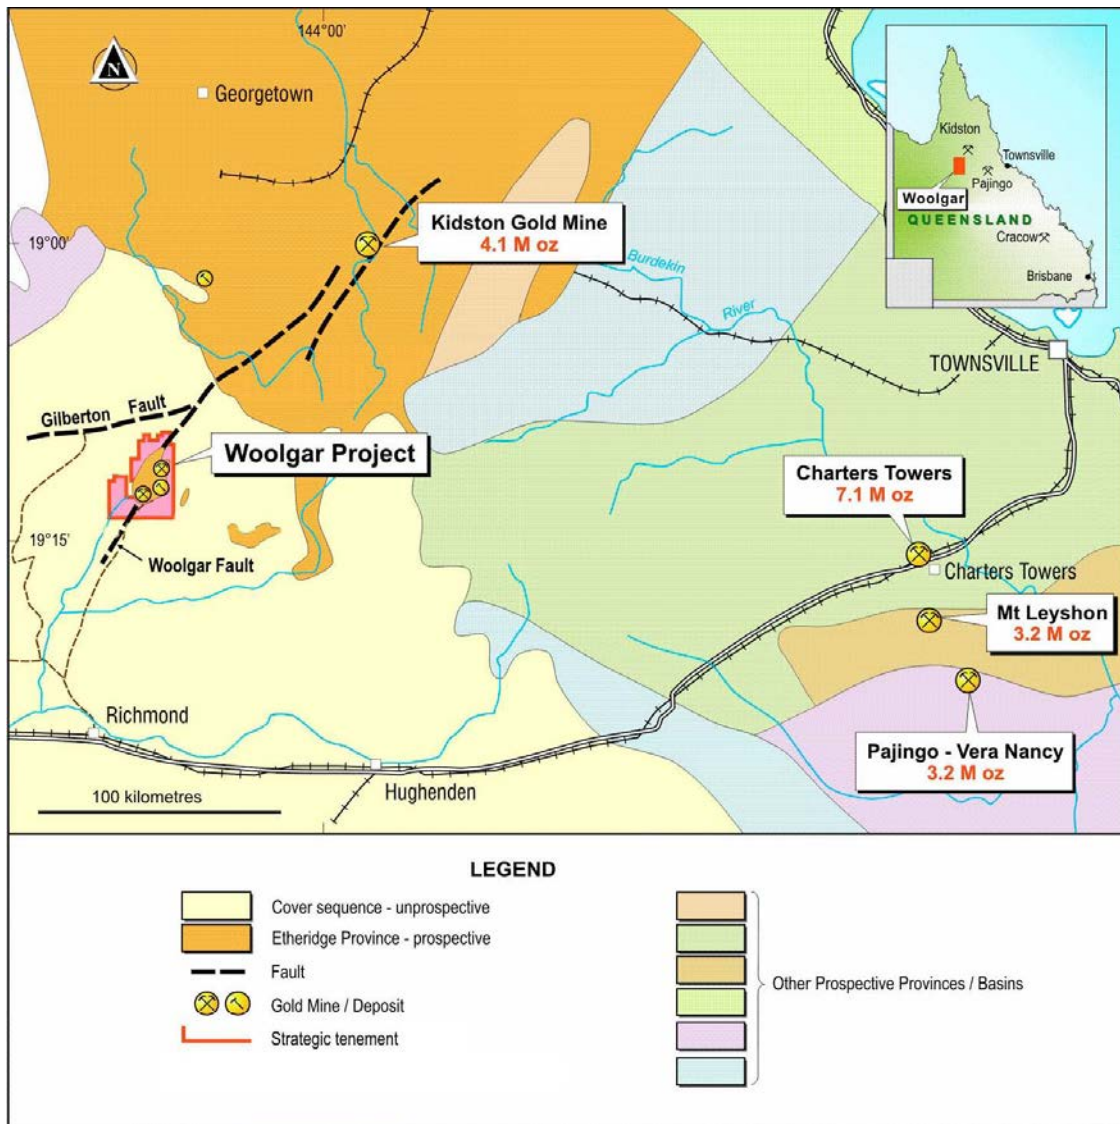 144°00'
N
Georgetown
Kidston Gold Mine
4.1 M oz
19°00'
Burdekin
River
Kidston
Townsville
Pajingo
Woolgar
QUEENSLAND
Cracow
Brisbane
TOWNSVILLE
Gilberton Fault
Woolgar Project
Charters Towers
7.1 M oz
19°15'
Woolgar Fault
Charters Towers
Mt Leyshon
3.2 M oz
Richmond
Pajingo - Vera Nancy
3.2 M oz
100 kilometres
Hughenden
LEGEND
Cover sequence - unprospective
Etheridge Province - prospective
Fault
Gold Mine / Deposit
Strategic tenement
Other Prospective Provinces / Basins